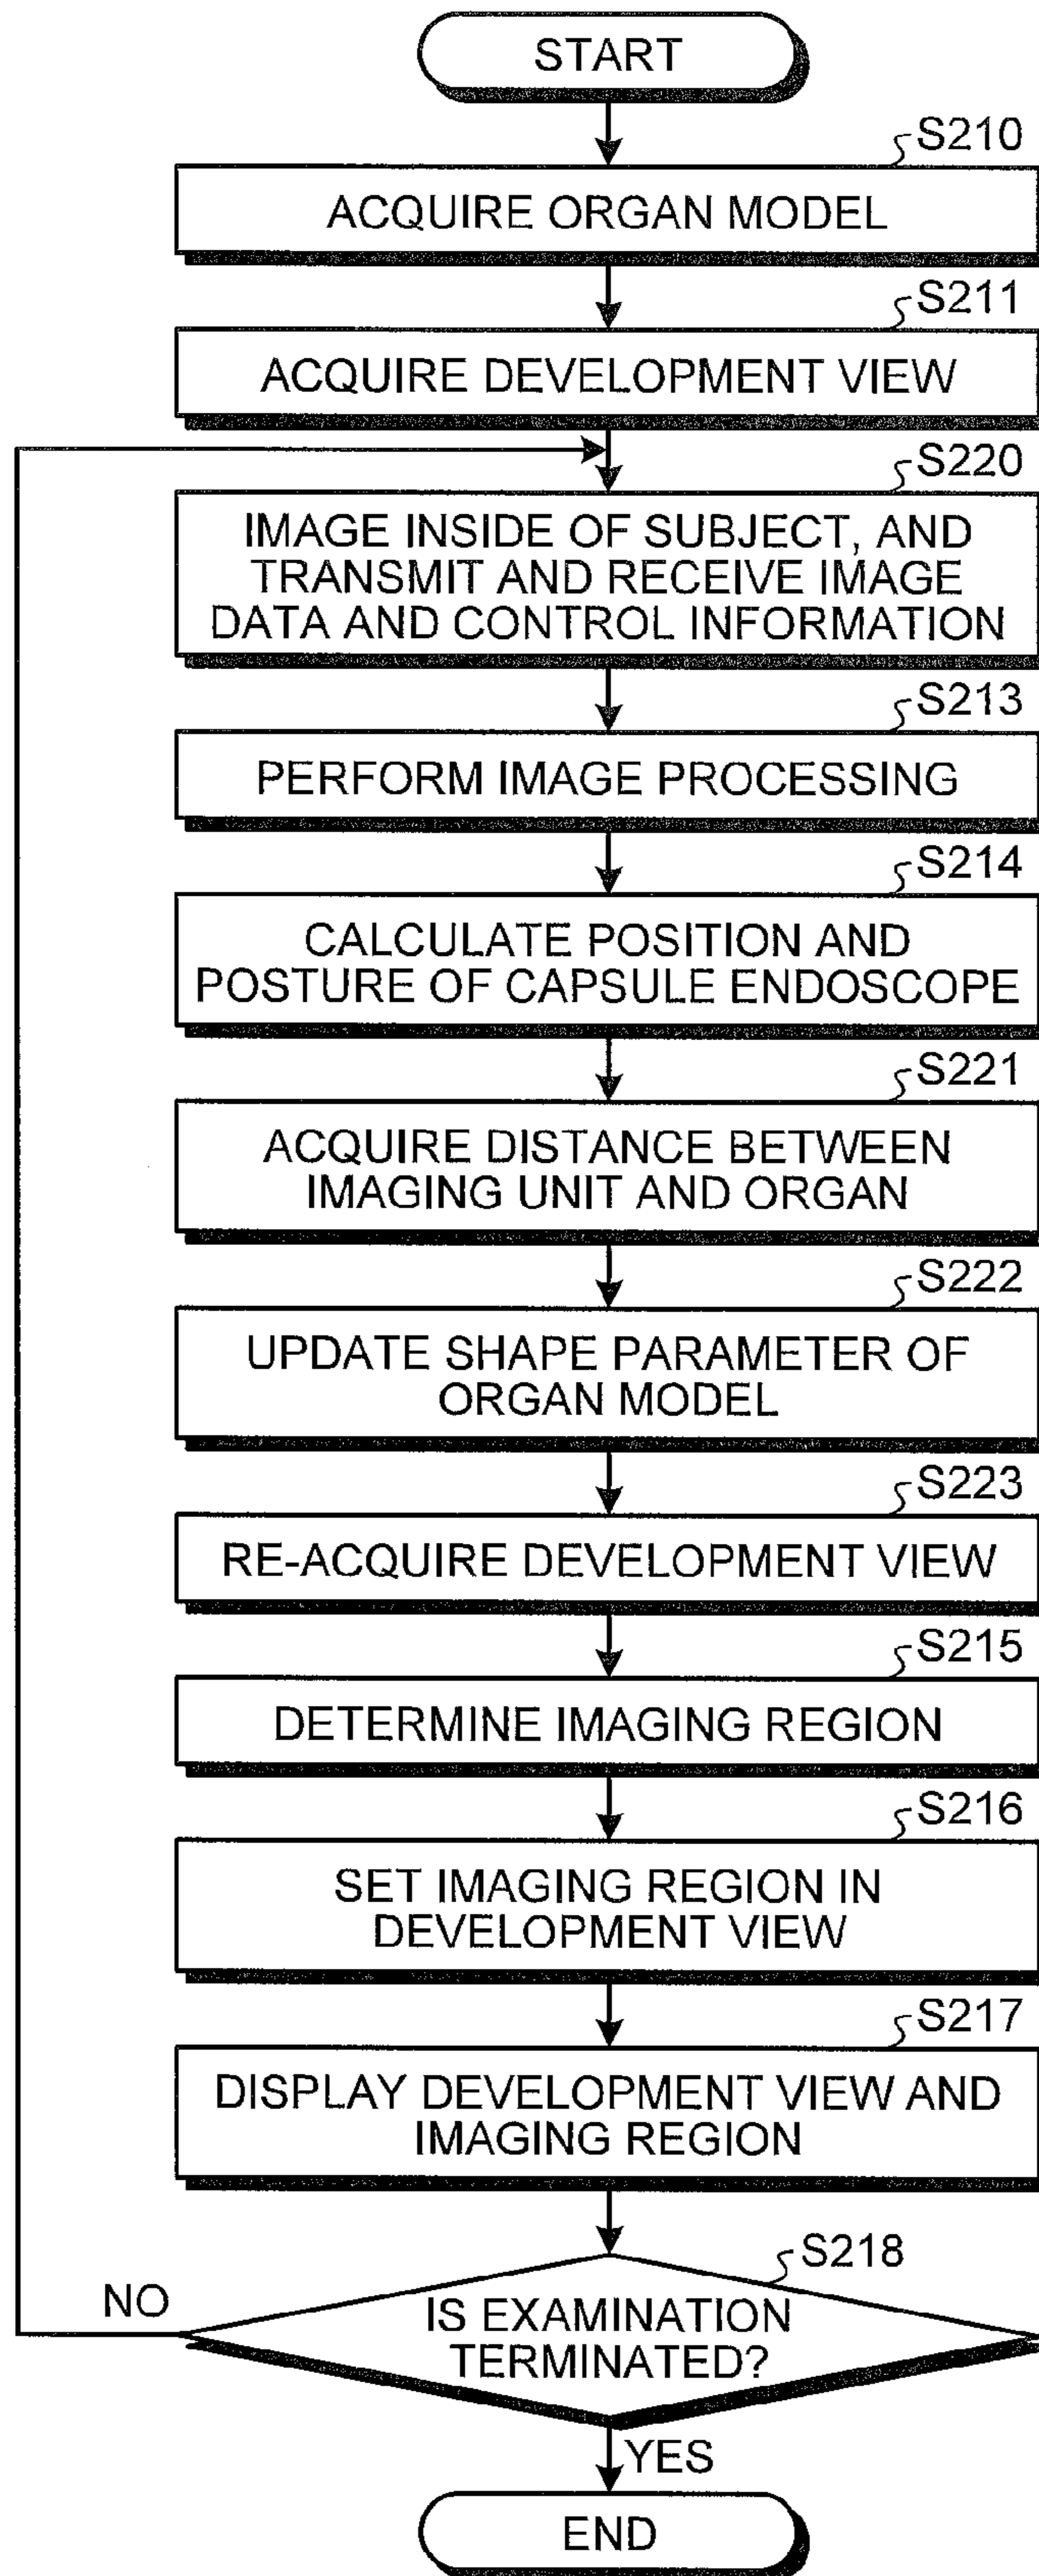 START
S210
ACQUIRE ORGAN MODEL
S211
ACQUIRE DEVELOPMENT VIEW
S220
IMAGE INSIDE OF SUBJECT, AND
TRANSMIT AND RECEIVE IMAGE
DATA AND CONTROL INFORMATION
S213
PERFORM IMAGE PROCESSING
S214
CALCULATE POSITION AND
POSTURE OF CAPSULE ENDOSCOPE
S221
ACQUIRE DISTANCE BETWEEN
IMAGING UNIT AND ORGAN
S222
UPDATE SHAPE PARAMETER OF
ORGAN MODEL
S223
RE-ACQUIRE DEVELOPMENT VIEW
S215
DETERMINE IMAGING REGION
S216
SET IMAGING REGION IN
DEVELOPMENT VIEW
S217
DISPLAY DEVELOPMENT VIEW AND
IMAGING REGION
S218
NO
IS EXAMINATION
TERMINATED?
YES
END